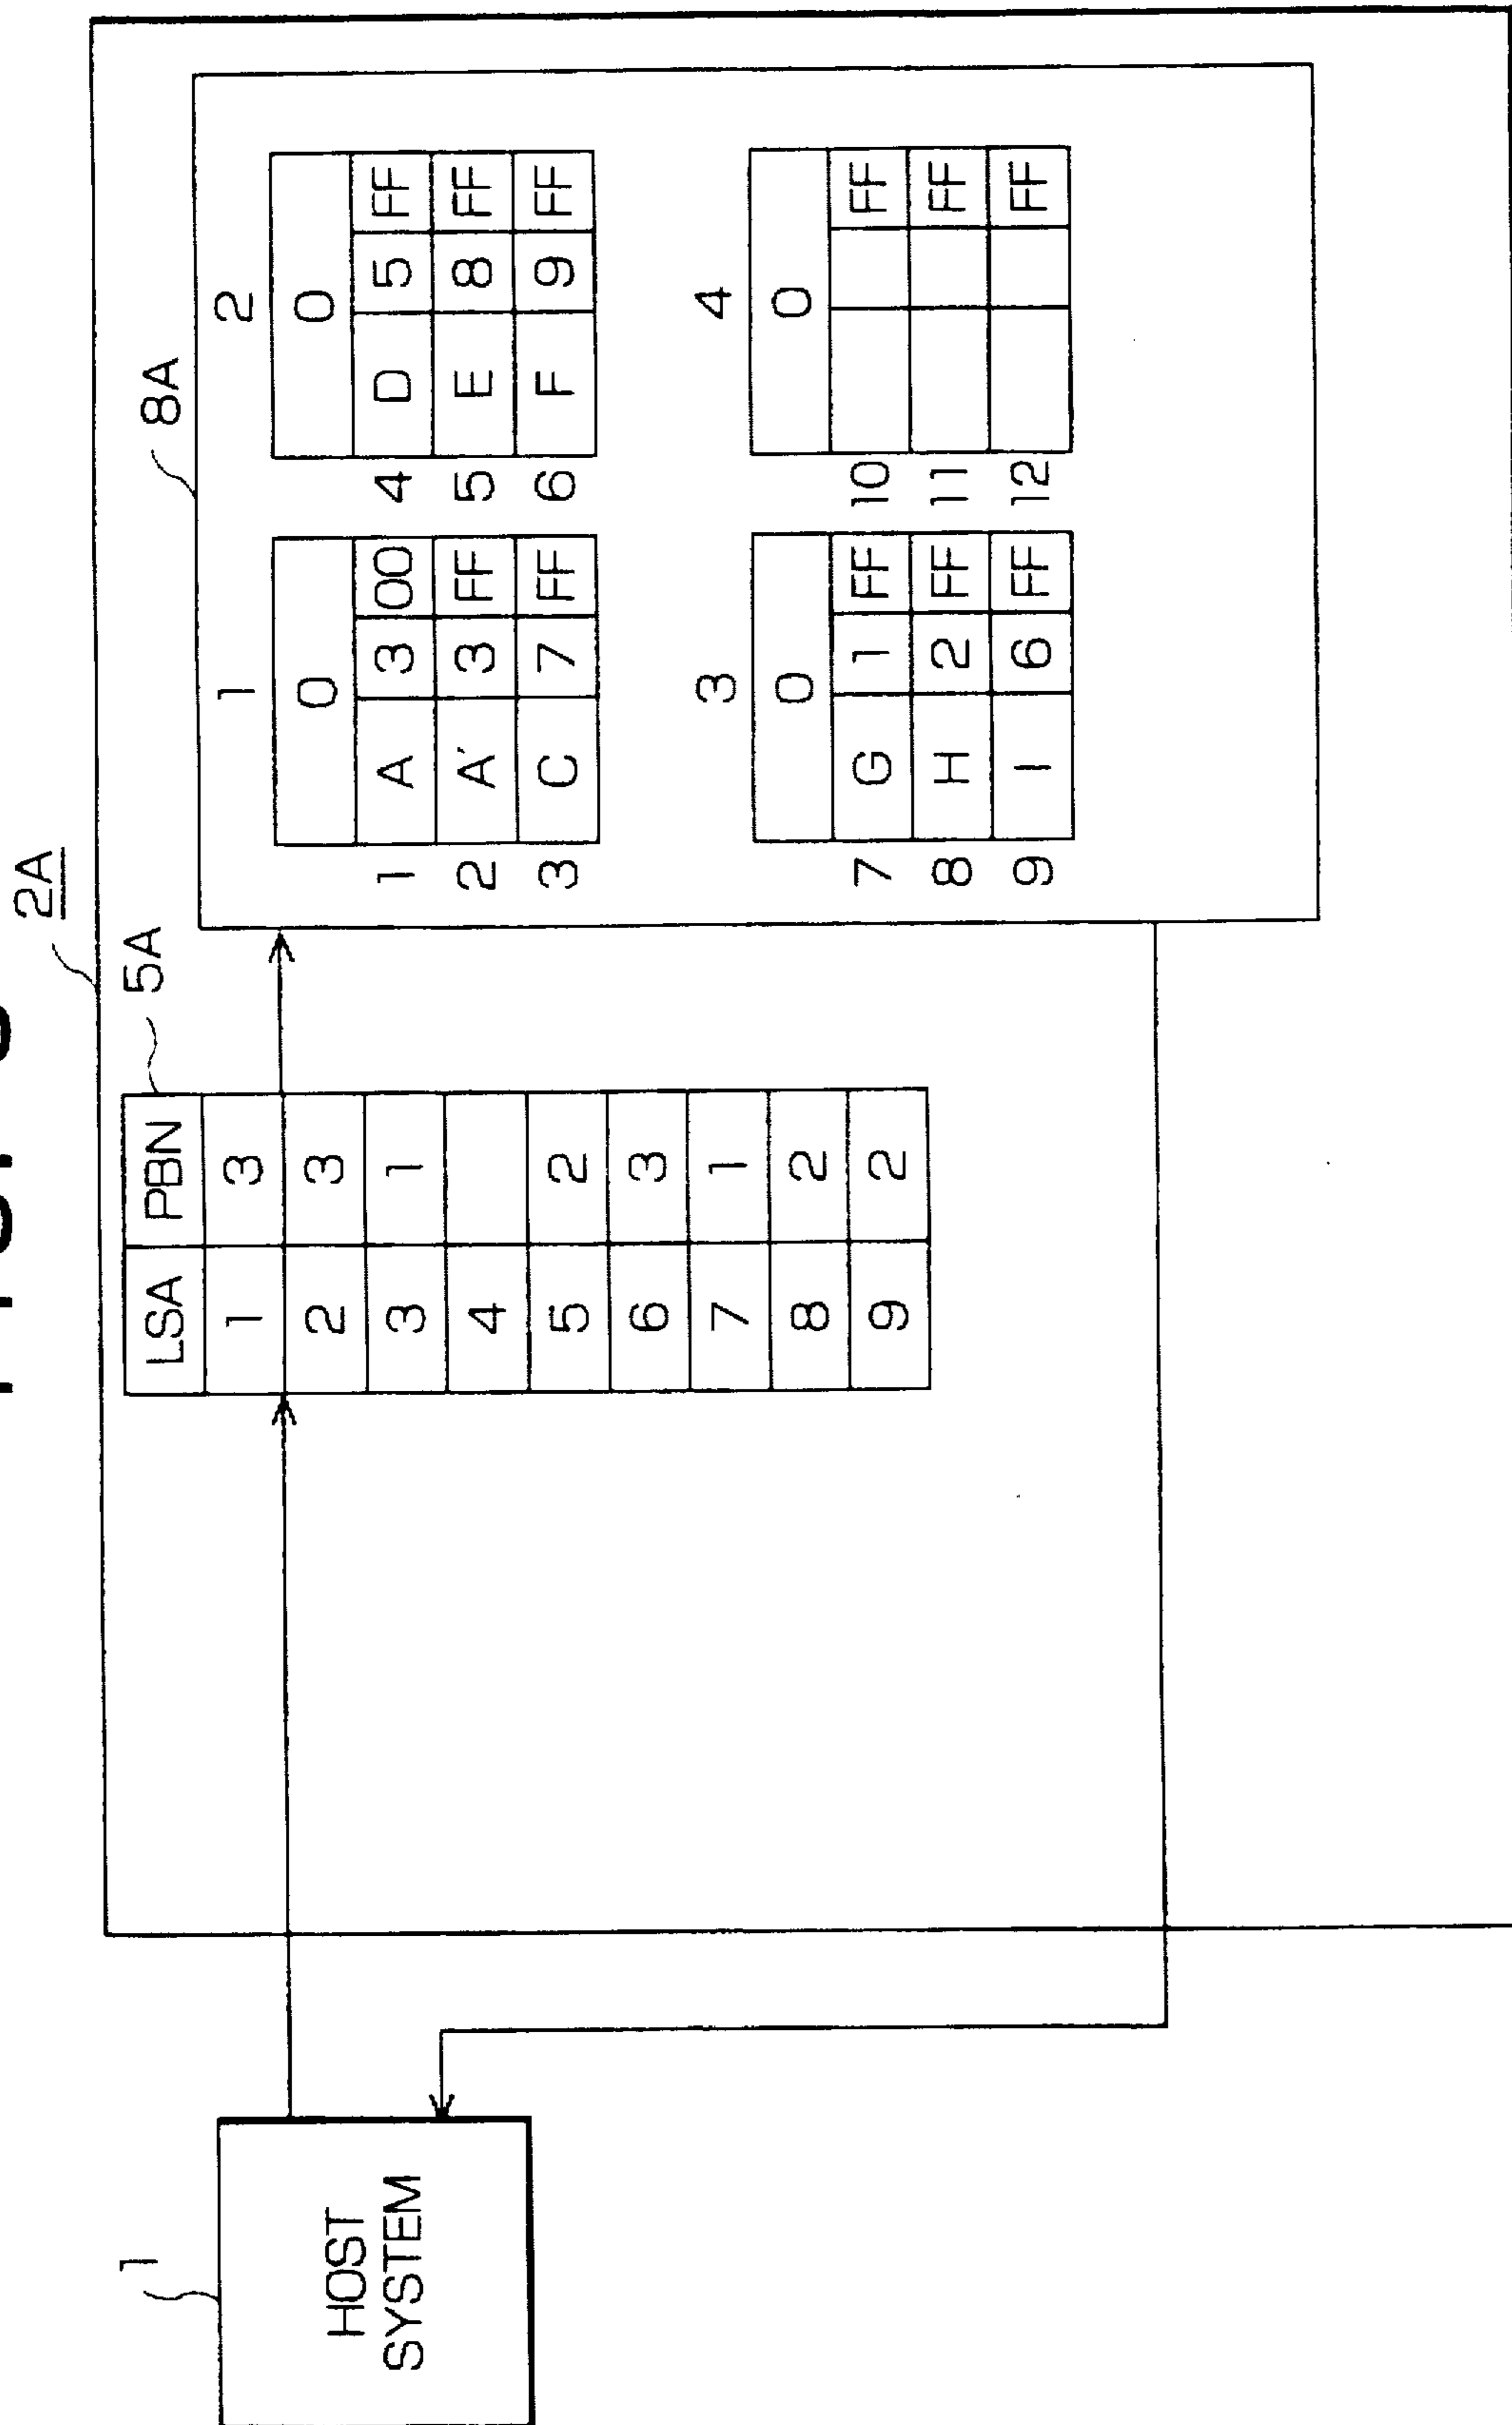 2A
1
HOST
SYSTEM
5A
LSA PBN
1 3
2 3
3 1
4
5 2
6 3
7 1
8 2
9 2
8A
1
0
1 A 3 00
2 A' 3 FF
3 C 7 FF
2
0
4 D 5 FF
5 E 8 FF
6 F 9 FF
3
0
7 G 1 FF
8 H 2 FF
9 I 6 FF
4
0
10 FF
11 FF
12 FF